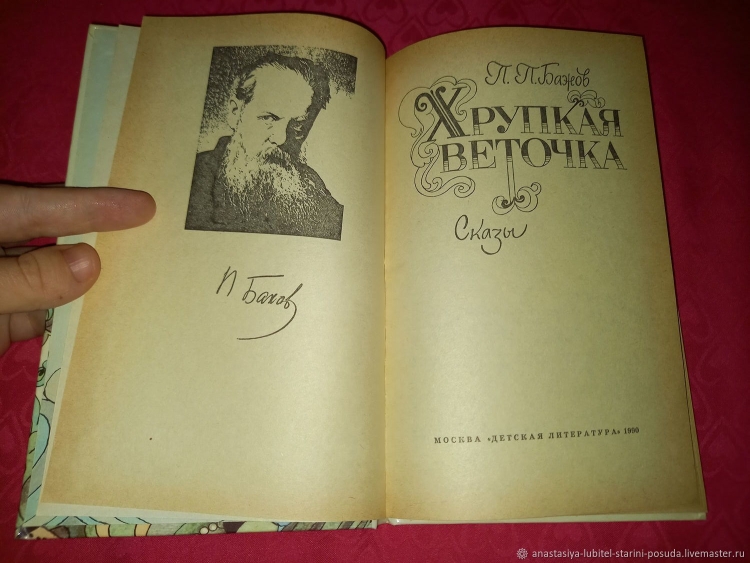 П Бажов
П. П. Бажов
ХРУПКАЯ
ВЕТОЧКА
Сказы
МОСКВА «ДЕТСКАЯ ЛИТЕРАТУРА» 1990
anastasiya-lubitel-starini-posuda.livemaster.ru